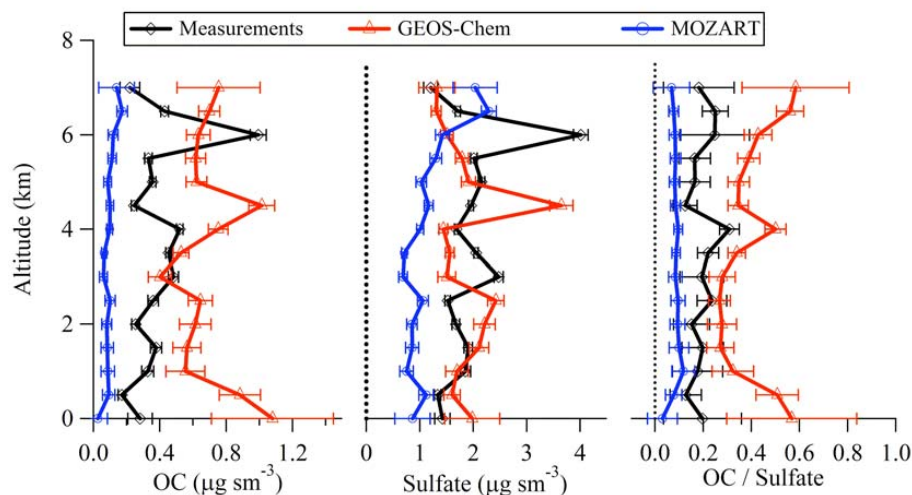 Measurements GEOS-Chem MOZART
8
6
4
2
0
Altitude (km)
0.0 0.4 0.8 1.2
OC (μg sm⁻³)
0 1 2 3 4
Sulfate (μg sm⁻³)
0.0 0.2 0.4 0.6 0.8 1.0
OC / Sulfate